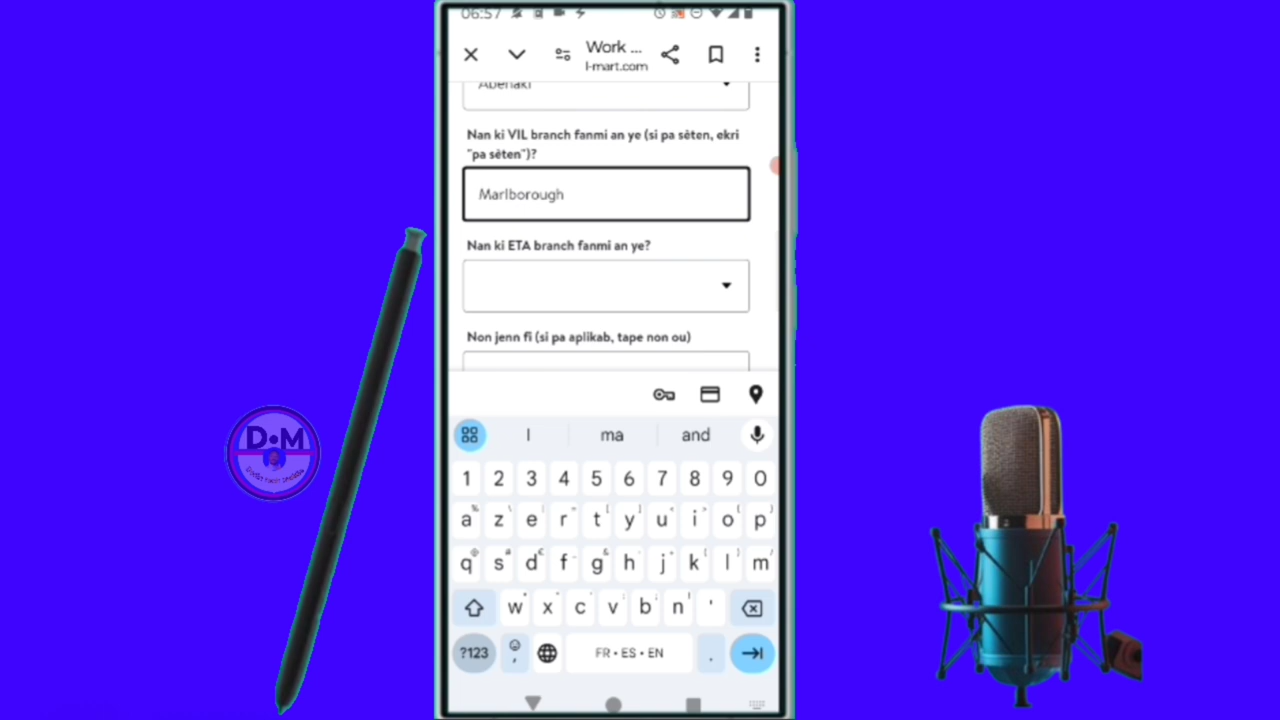 06:57
Work ...
l-mart.com
Abenaki
Nan ki VIL branch fanmi an ye (si pa sèten, ekri
"pa sèten")?
Marlborough
Nan ki ETA branch fanmi an ye?
Non jenn fi (si pa aplikab, tape non ou)
I ma and
1 2 3 4 5 6 7 8 9 0
a z e r t y u i o p
q s d f g h j k l m
w x c v b n '
?123 , FR • ES • EN .
D•M